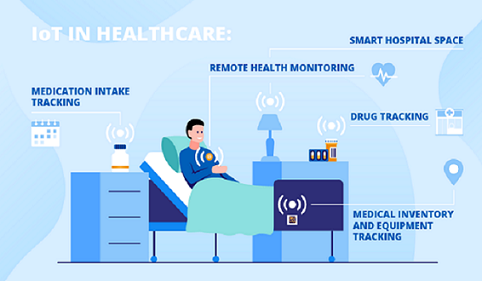 IoT IN HEALTHCARE:
SMART HOSPITAL SPACE
REMOTE HEALTH MONITORING
MEDICATION INTAKE
TRACKING
DRUG TRACKING
MEDICAL INVENTORY
AND EQUIPMENT
TRACKING